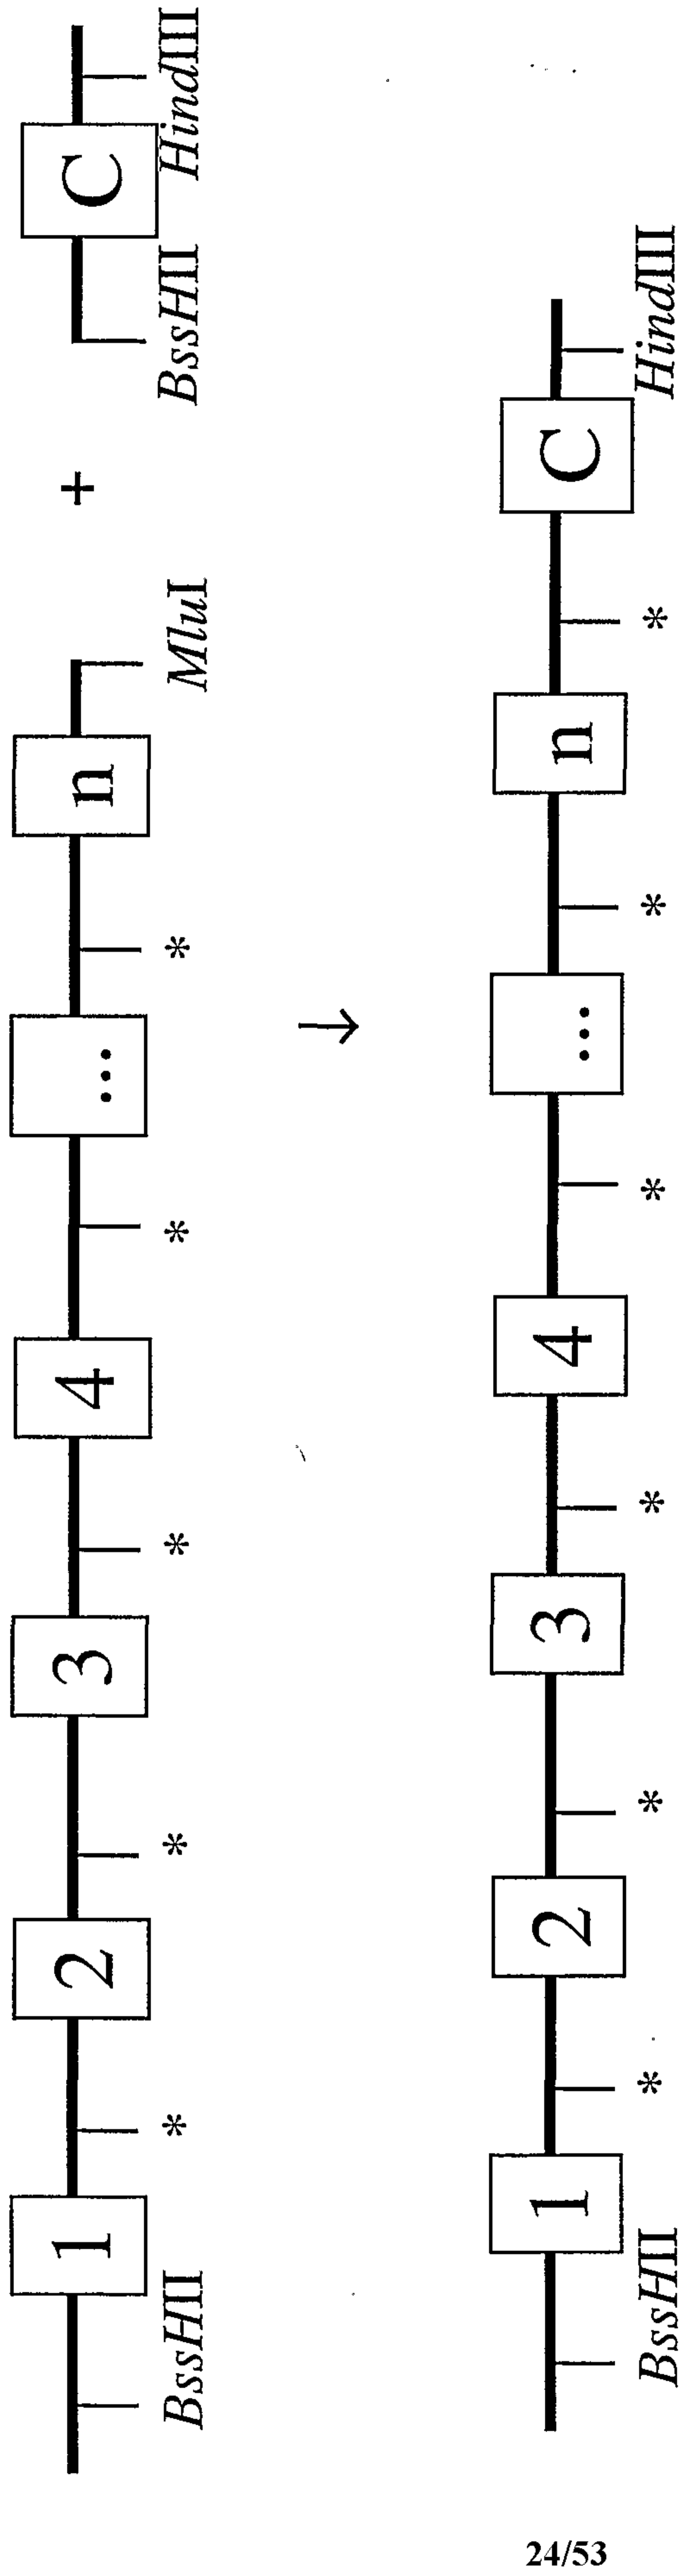 1 2 3 4 ... n + C
BssHII * * * * * MluI BssHII HindIII
↓
1 2 3 4 ... n C
BssHII * * * * * * HindIII
24/53